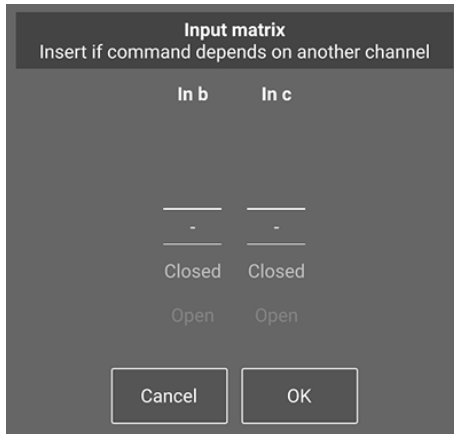 Input matrix
Insert if command depends on another channel
In b In c
- -
Closed Closed
Open Open
Cancel OK